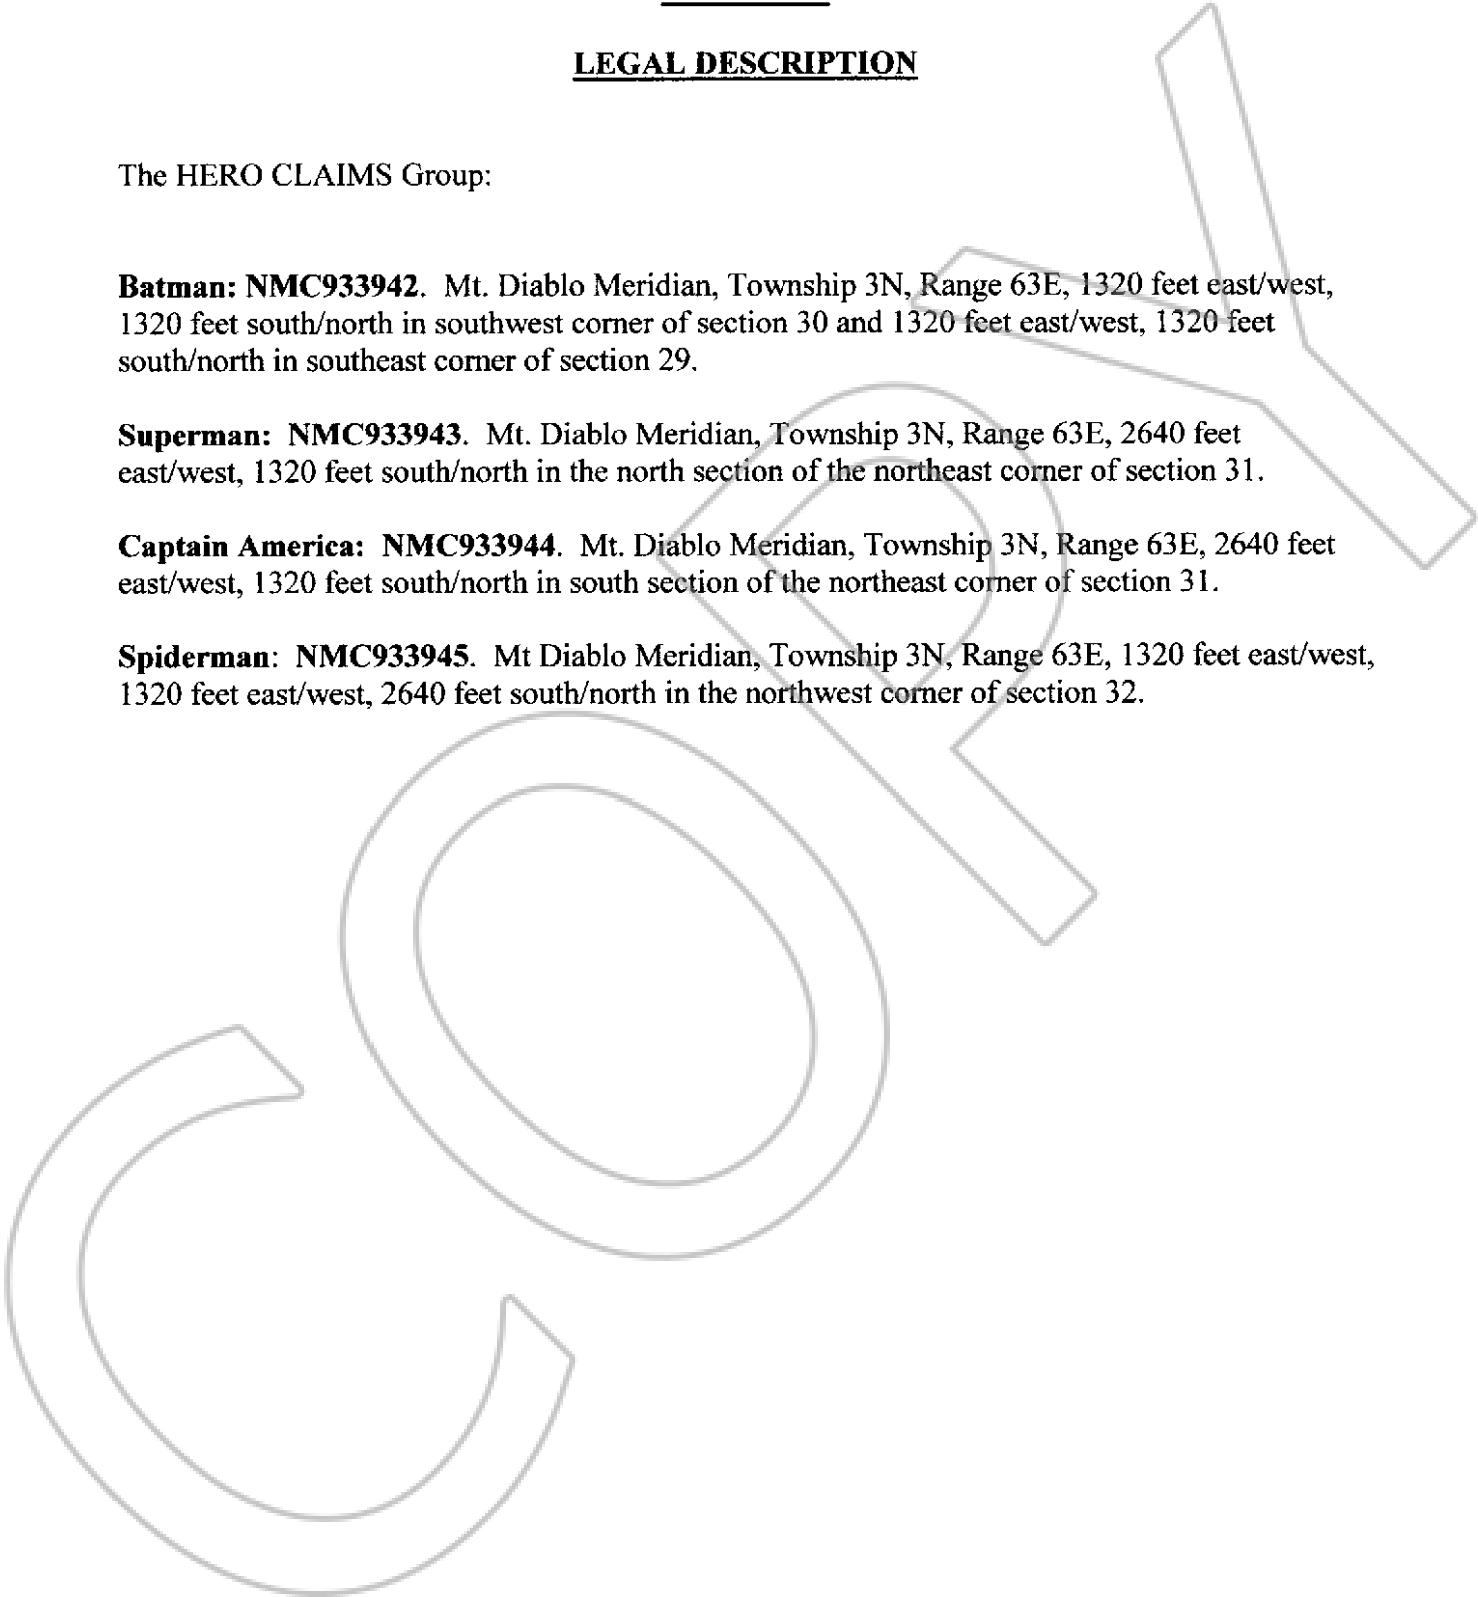 LEGAL DESCRIPTION
The HERO CLAIMS Group:
Batman: NMC933942. Mt. Diablo Meridian, Township 3N, Range 63E, 1320 feet east/west,
1320 feet south/north in southwest corner of section 30 and 1320 feet east/west, 1320 feet
south/north in southeast corner of section 29.
Superman: NMC933943. Mt. Diablo Meridian, Township 3N, Range 63E, 2640 feet
east/west, 1320 feet south/north in the north section of the northeast corner of section 31.
Captain America: NMC933944. Mt. Diablo Meridian, Township 3N, Range 63E, 2640 feet
east/west, 1320 feet south/north in south section of the northeast corner of section 31.
Spiderman: NMC933945. Mt Diablo Meridian, Township 3N, Range 63E, 1320 feet east/west,
1320 feet east/west, 2640 feet south/north in the northwest corner of section 32.
COPY